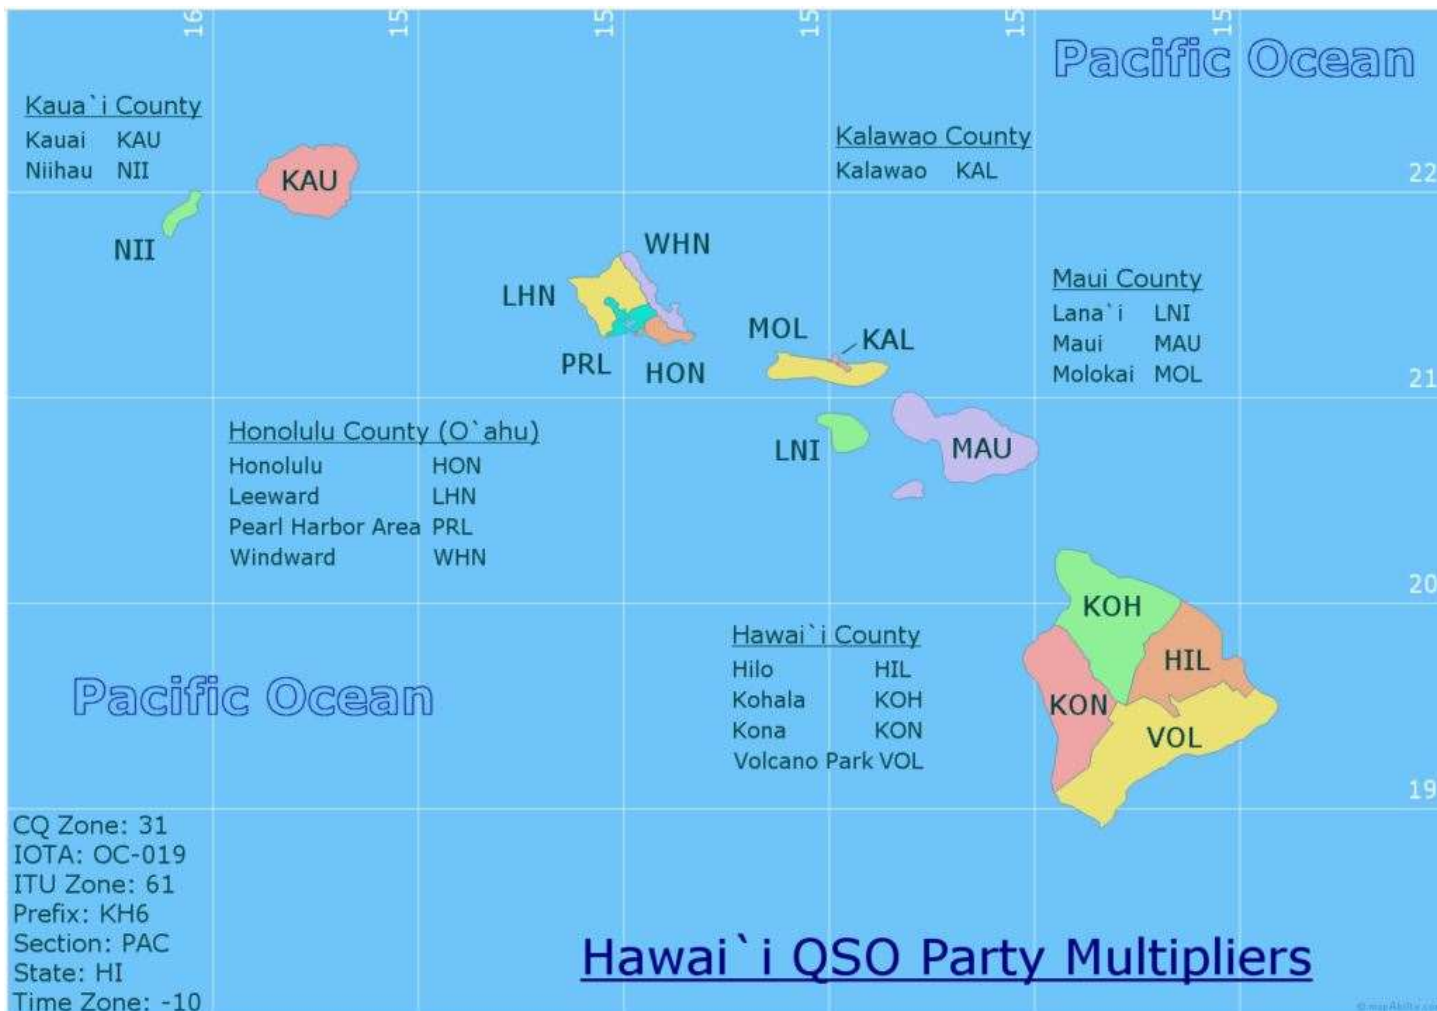 16 15 15 15 15 15
Pacific Ocean
Kaua`i County
Kauai KAU
Niihau NII
KAU
NII
Kalawao County
Kalawao KAL
22
WHN
LHN
PRL
HON
MOL
KAL
Maui County
Lana`i LNI
Maui MAU
Molokai MOL
21
LNI
MAU
Honolulu County (O`ahu)
Honolulu HON
Leeward LHN
Pearl Harbor Area PRL
Windward WHN
20
KOH
HIL
KON
VOL
Hawai`i County
Hilo HIL
Kohala KOH
Kona KON
Volcano Park VOL
Pacific Ocean
19
CQ Zone: 31
IOTA: OC-019
ITU Zone: 61
Prefix: KH6
Section: PAC
State: HI
Time Zone: -10
Hawai`i QSO Party Multipliers